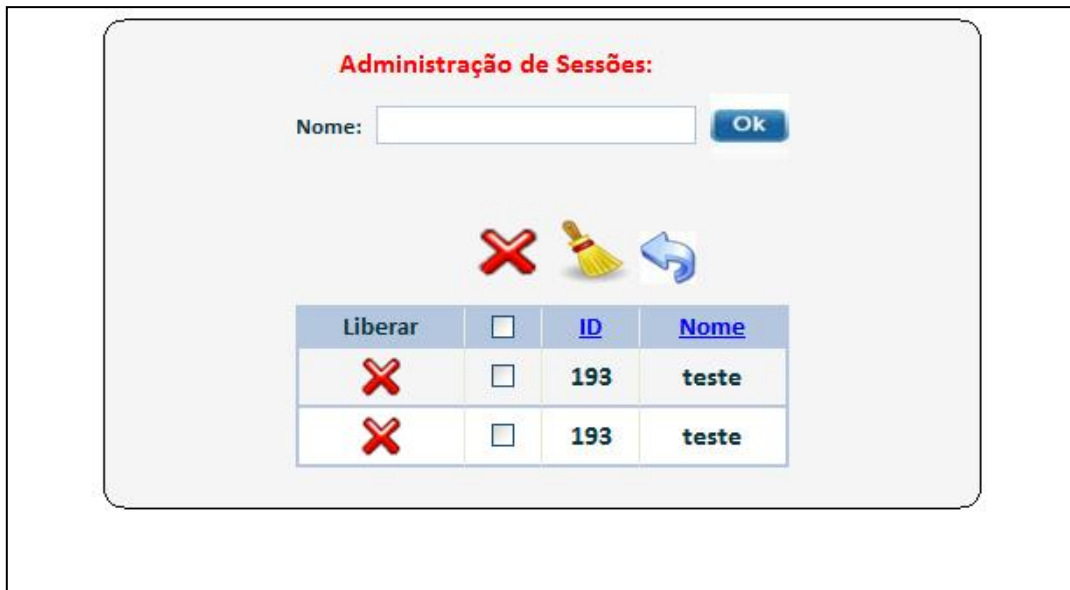 Administração de Sessões:
Nome: Ok
Liberar ID Nome
193 teste
193 teste